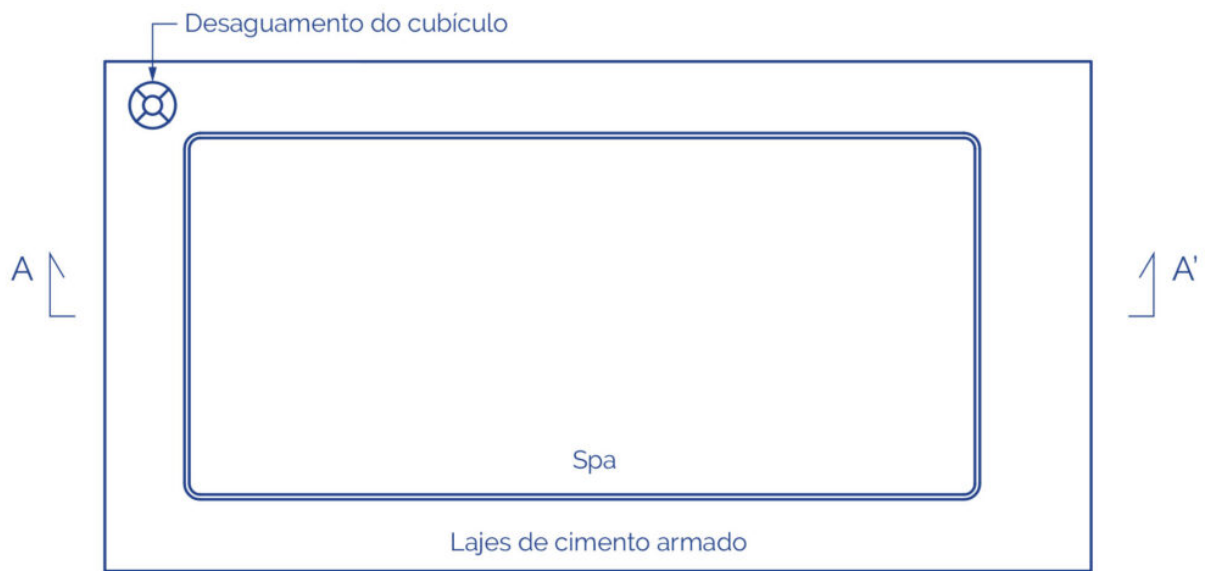 Desaguamento do cubículo
A
A'
Spa
Lajes de cimento armado